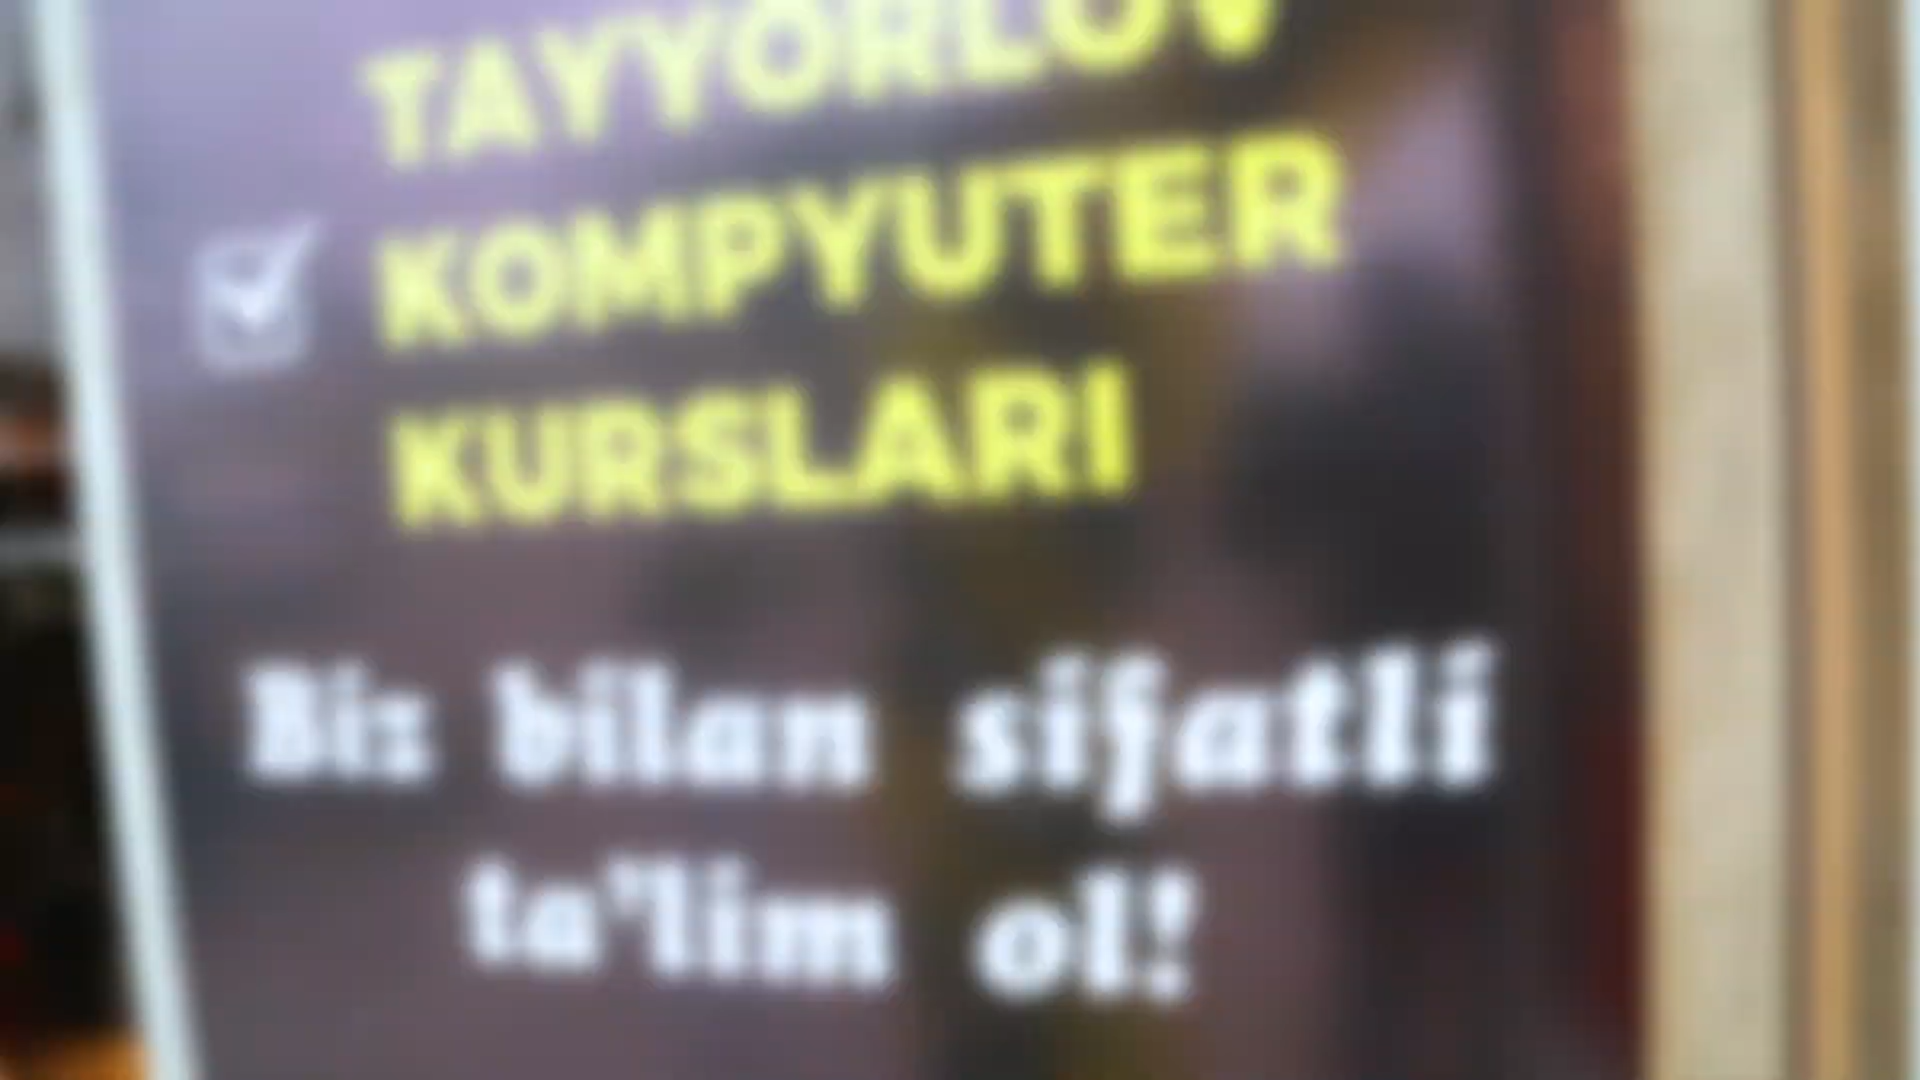 TAYYORLOV
KOMPYUTER
KURSLARI
Biz bilan sifatli
ta'lim ol!